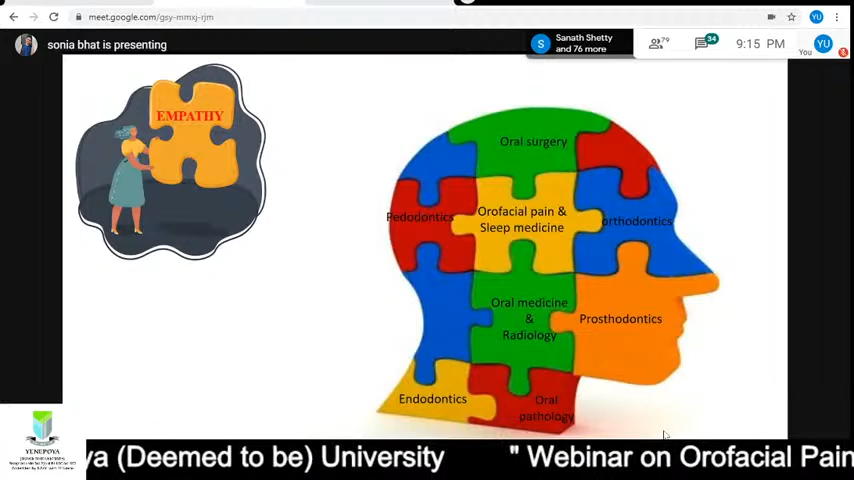 meet.google.com/gsy-mmxj-rjm
YU
sonia bhat is presenting
S
Sanath Shetty
and 76 more
79
34
9:15 PM
You
YU
EMPATHY
Oral surgery
Pedodontics
Orofacial pain &
Sleep medicine
orthodontics
Oral medicine
&
Radiology
Prosthodontics
Endodontics
Oral
pathology
YENEPOYA
ya (Deemed to be) University
" Webinar on Orofacial Pain